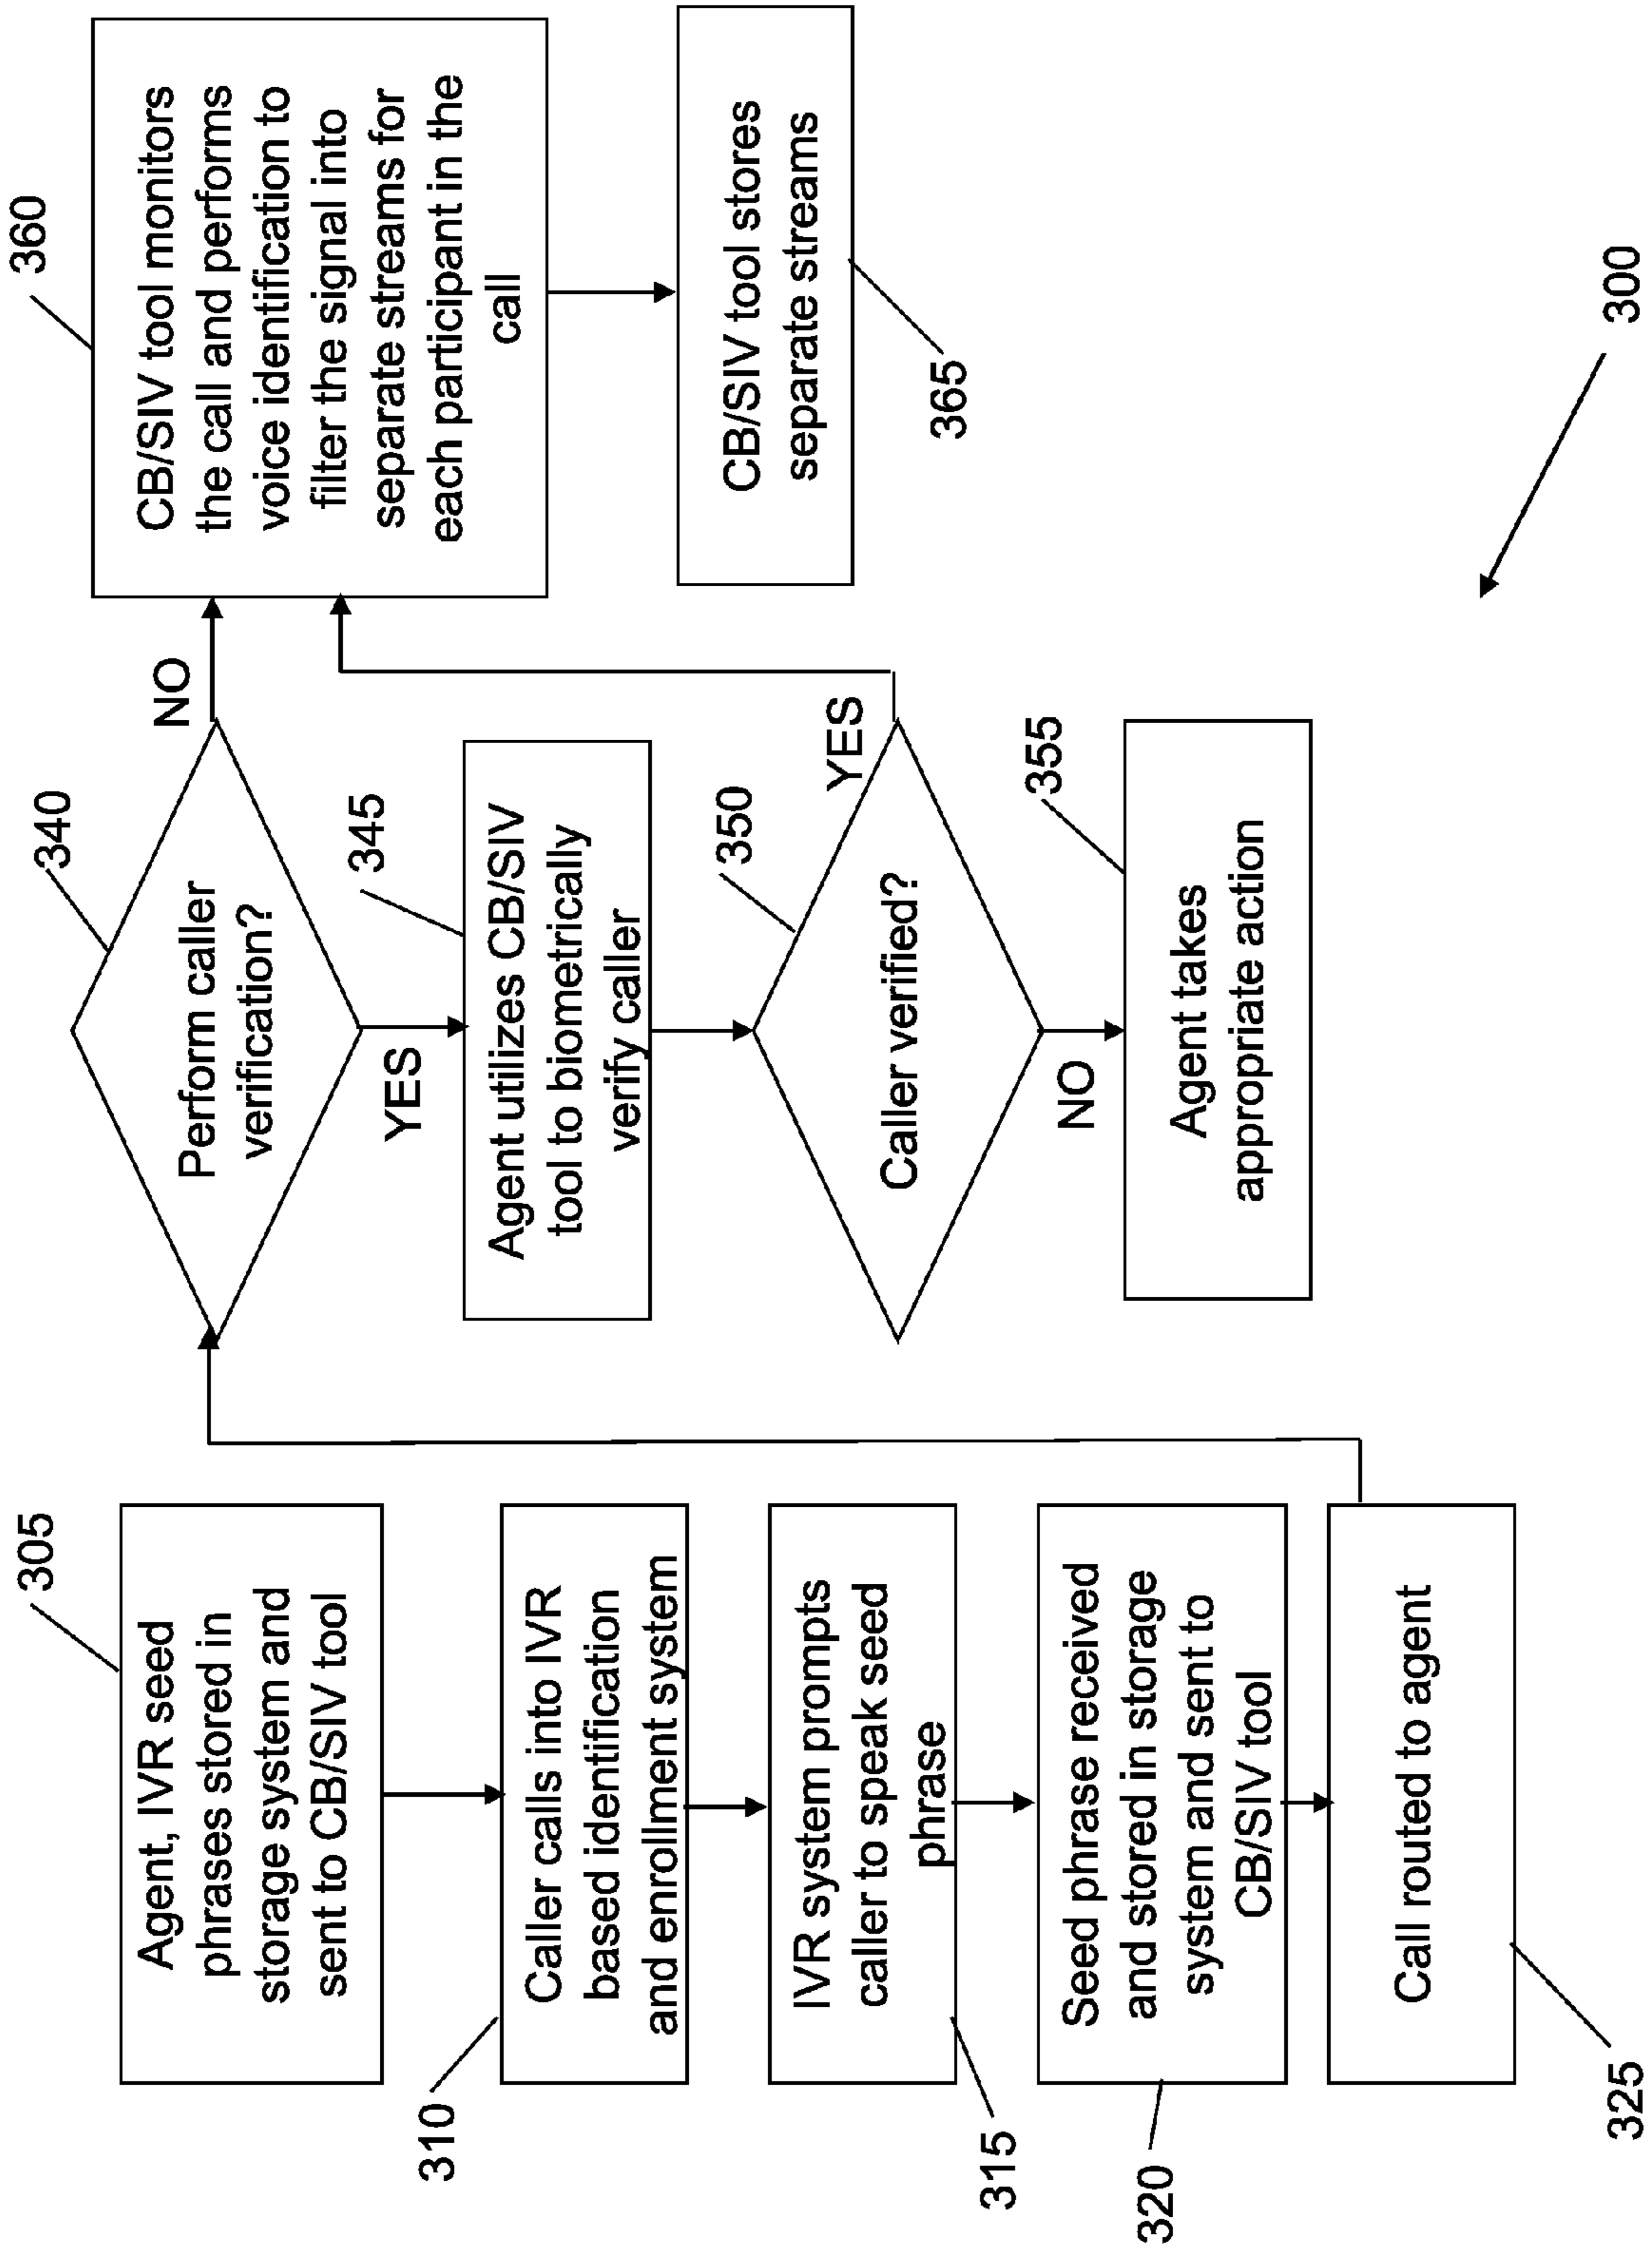 305
Agent, IVR seed
phrases stored in
storage system and
sent to CB/SIV tool
310
Caller calls into IVR
based identification
and enrollment system
315
IVR system prompts
caller to speak seed
phrase
320
Seed phrase received
and stored in storage
system and sent to
CB/SIV tool
325
Call routed to agent
340
Perform caller
verification?
NO
YES
345
Agent utilizes CB/SIV
tool to biometrically
verify caller
350
Caller verified?
YES
NO
355
Agent takes
appropriate action
360
CB/SIV tool monitors
the call and performs
voice identification to
filter the signal into
separate streams for
each participant in the
call
365
CB/SIV tool stores
separate streams
300